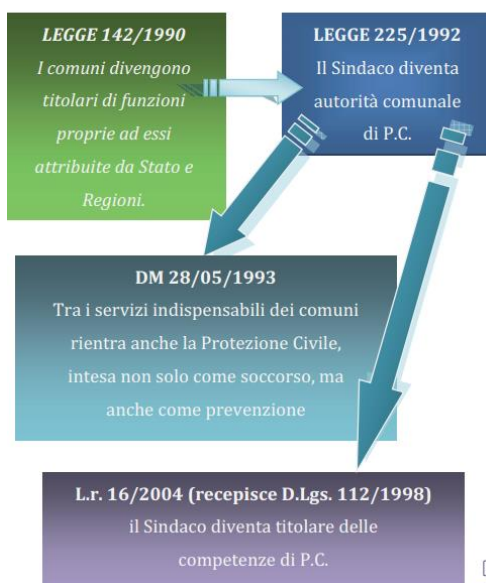 LEGGE 142/1990
I comuni divengono
titolari di funzioni
proprie ad essi
attribuite da Stato e
Regioni.
LEGGE 225/1992
Il Sindaco diventa
autorità comunale
di P.C.
DM 28/05/1993
Tra i servizi indispensabili dei comuni
rientra anche la Protezione Civile,
intesa non solo come soccorso, ma
anche come prevenzione
L.r. 16/2004 (recepisce D.Lgs. 112/1998)
il Sindaco diventa titolare delle
competenze di P.C.